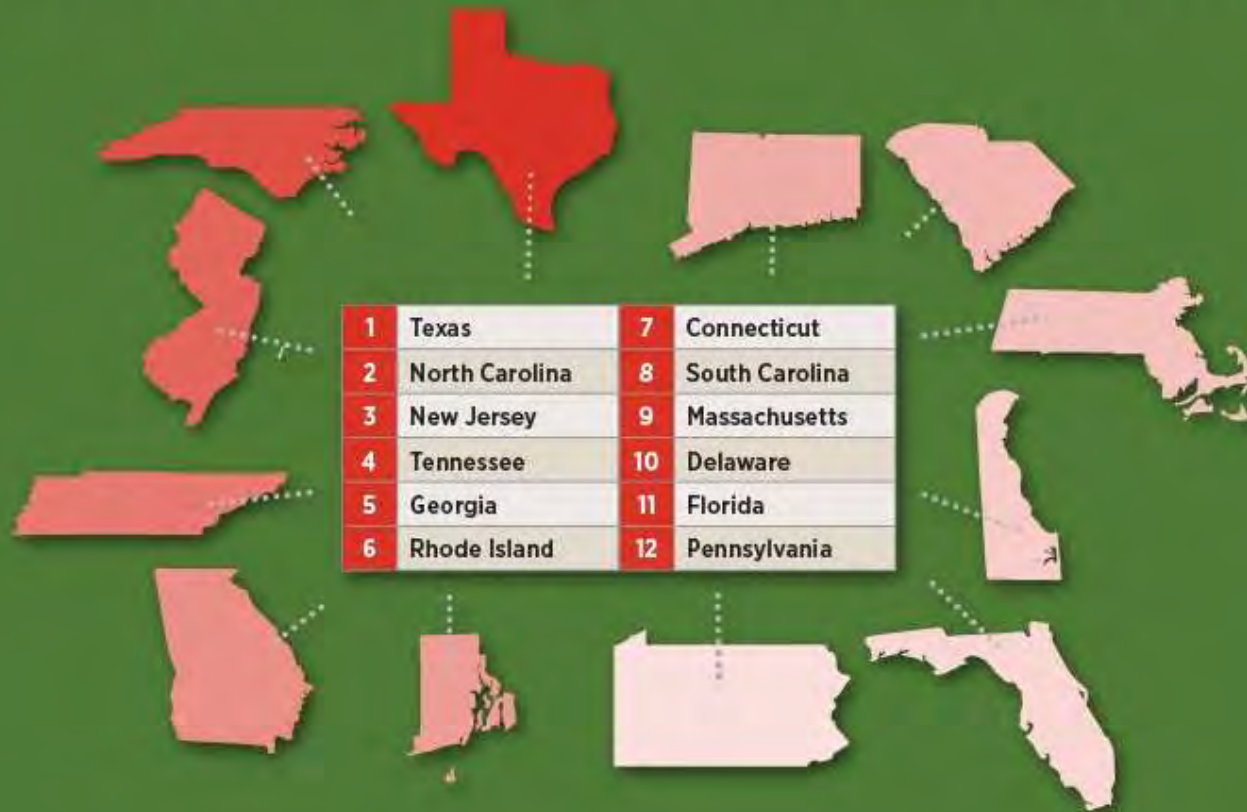 1 Texas 7 Connecticut
2 North Carolina 8 South Carolina
3 New Jersey 9 Massachusetts
4 Tennessee 10 Delaware
5 Georgia 11 Florida
6 Rhode Island 12 Pennsylvania